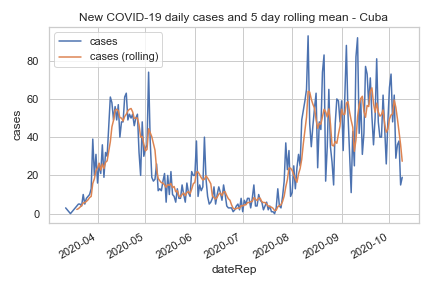 New COVID-19 daily cases and 5 day rolling mean - Cuba
cases
cases (rolling)
80
60
40
20
0
cases
2020-04
2020-05
2020-06
2020-07
2020-08
2020-09
2020-10
dateRep